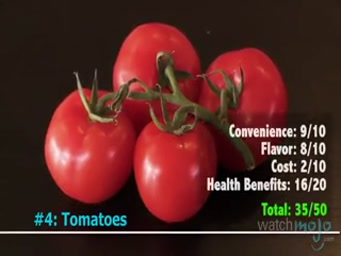 Convenience: 9/10
Flavor: 8/10
Cost: 2/10
Health Benefits: 16/20
Total: 35/50
#4: Tomatoes
watchmojo
.com